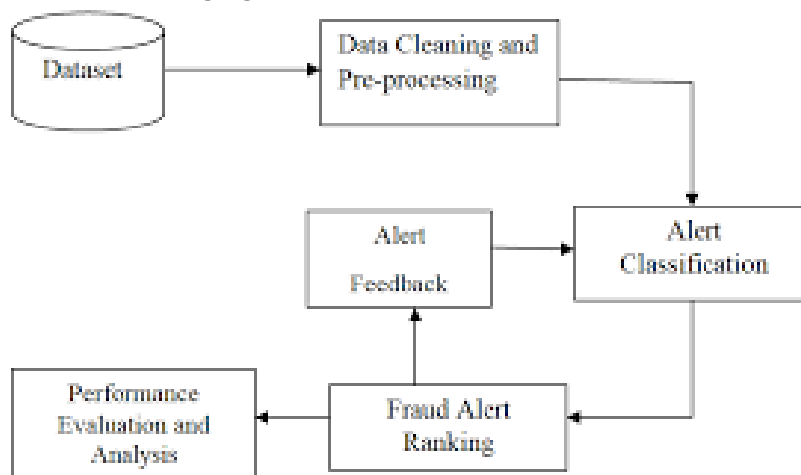 Dataset
Data Cleaning and
Pre-processing
Alert
Feedback
Alert
Classification
Performance
Evaluation and
Analysis
Fraud Alert
Ranking